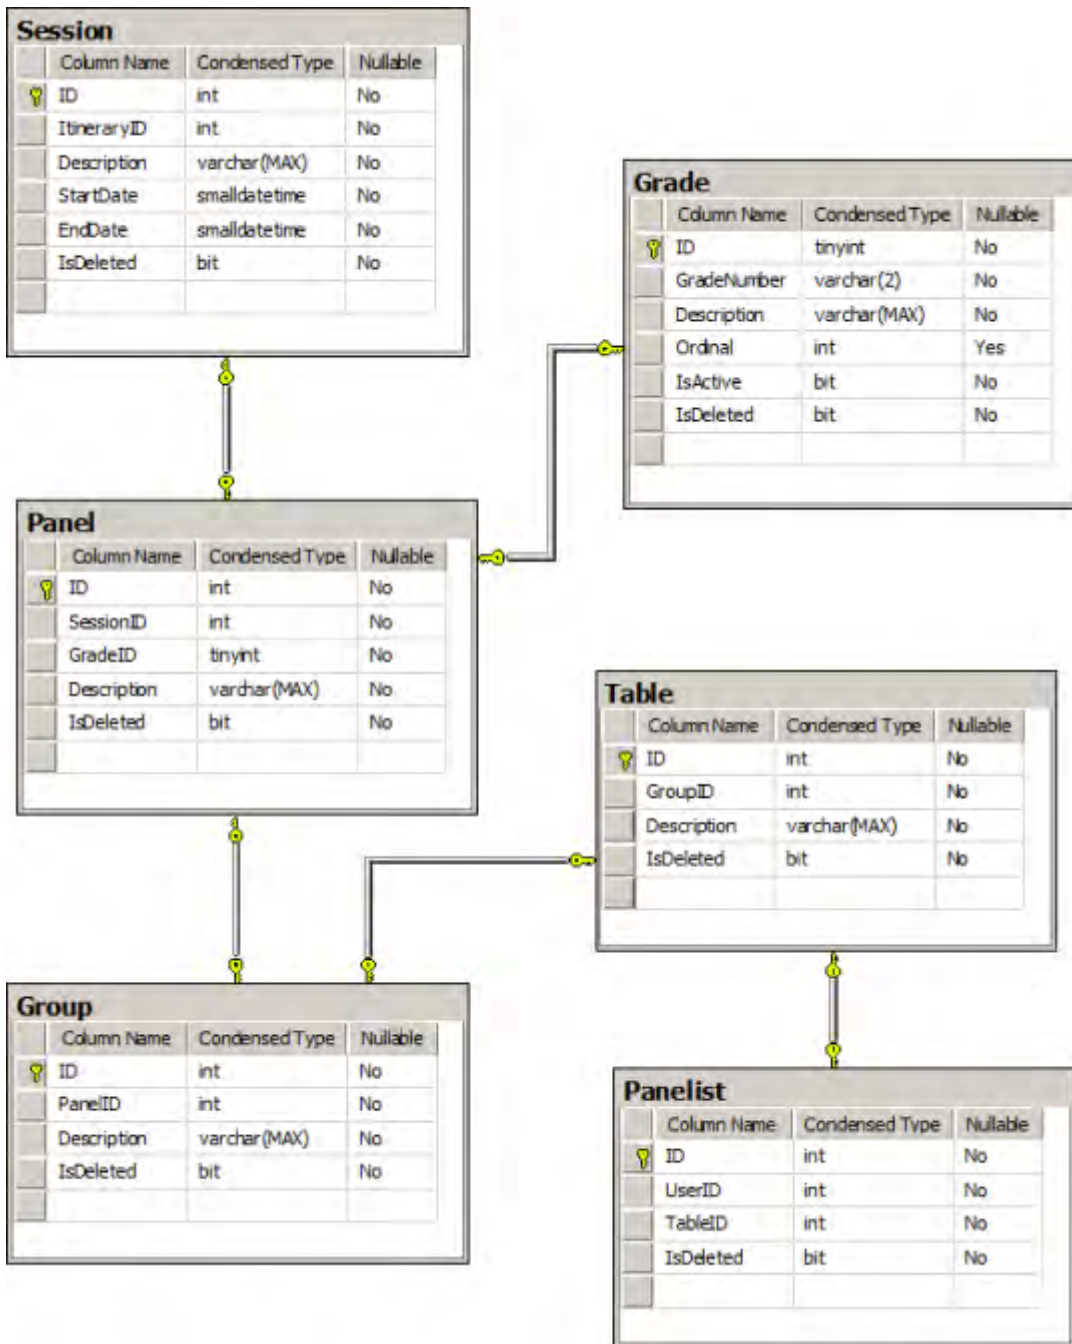 Session
Column Name Condensed Type Nullable
ID int No
ItineraryID int No
Description varchar(MAX) No
StartDate smalldatetime No
EndDate smalldatetime No
IsDeleted bit No
Grade
Column Name Condensed Type Nullable
ID tinyint No
GradeNumber varchar(2) No
Description varchar(MAX) No
Ordinal int Yes
IsActive bit No
IsDeleted bit No
Panel
Column Name Condensed Type Nullable
ID int No
SessionID int No
GradeID tinyint No
Description varchar(MAX) No
IsDeleted bit No
Table
Column Name Condensed Type Nullable
ID int No
GroupID int No
Description varchar(MAX) No
IsDeleted bit No
Group
Column Name Condensed Type Nullable
ID int No
PanelID int No
Description varchar(MAX) No
IsDeleted bit No
Panelist
Column Name Condensed Type Nullable
ID int No
UserID int No
TableID int No
IsDeleted bit No